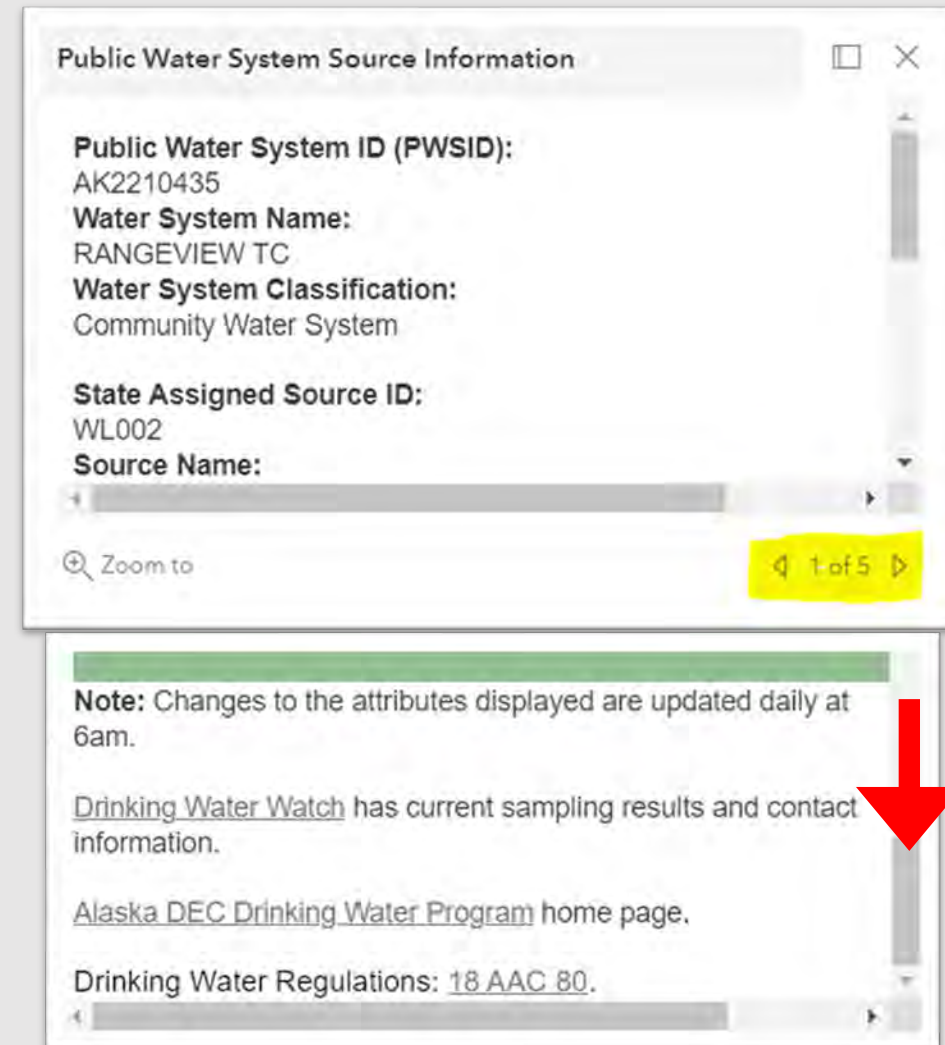 Public Water System Source Information
Public Water System ID (PWSID):
AK2210435
Water System Name:
RANGEVIEW TC
Water System Classification:
Community Water System
State Assigned Source ID:
WL002
Source Name:
Zoom to
1 of 5
Note: Changes to the attributes displayed are updated daily at
6am.
Drinking Water Watch has current sampling results and contact
information.
Alaska DEC Drinking Water Program home page.
Drinking Water Regulations: 18 AAC 80.